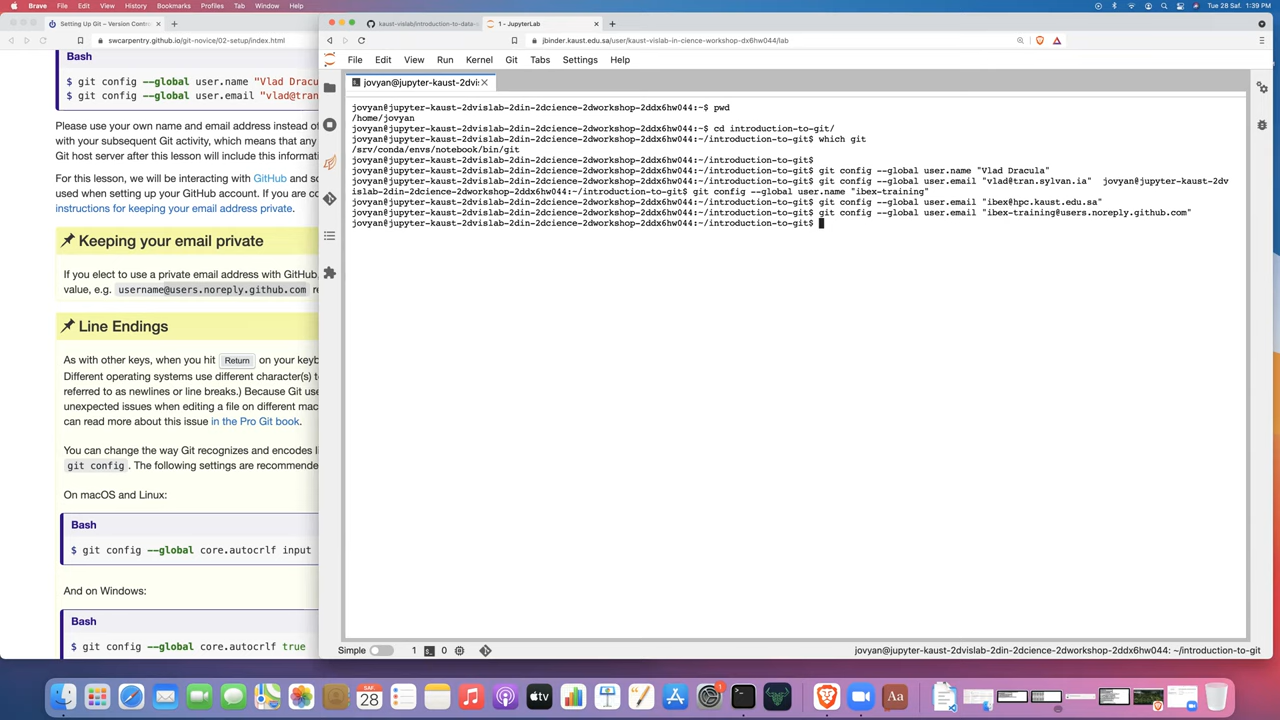 Brave File Edit View History Bookmarks Profiles Tab Window Help
Tue 28 Saf. 1:39 PM
Setting Up Git – Version Contro
swcarpentry.github.io/git-novice/02-setup/index.html
Bash
$ git config --global user.name "Vlad Dracu
$ git config --global user.email "vlad@tran
Please use your own name and email address instead of
with your subsequent Git activity, which means that any
Git host server after this lesson will include this informati
For this lesson, we will be interacting with GitHub and so
used when setting up your GitHub account. If you are co
instructions for keeping your email address private.
Keeping your email private
If you elect to use a private email address with GitHub,
value, e.g. username@users.noreply.github.com re
Line Endings
As with other keys, when you hit Return on your keyb
Different operating systems use different character(s) to
referred to as newlines or line breaks.) Because Git use
unexpected issues when editing a file on different mac
can read more about this issue in the Pro Git book.
You can change the way Git recognizes and encodes li
git config. The following settings are recommende
On macOS and Linux:
Bash
$ git config --global core.autocrlf input
And on Windows:
Bash
$ git config --global core.autocrlf true
kaust-vislab/introduction-to-data-
1 - JupyterLab
jbinder.kaust.edu.sa/user/kaust-vislab-in-cience-workshop-dx6hw044/lab
File Edit View Run Kernel Git Tabs Settings Help
jovyan@jupyter-kaust-2dvis
jovyan@jupyter-kaust-2dvislab-2din-2dcience-2dworkshop-2ddx6hw044:~$ pwd
/home/jovyan
jovyan@jupyter-kaust-2dvislab-2din-2dcience-2dworkshop-2ddx6hw044:~$ cd introduction-to-git/
jovyan@jupyter-kaust-2dvislab-2din-2dcience-2dworkshop-2ddx6hw044:~/introduction-to-git$ which git
/srv/conda/envs/notebook/bin/git
jovyan@jupyter-kaust-2dvislab-2din-2dcience-2dworkshop-2ddx6hw044:~/introduction-to-git$
jovyan@jupyter-kaust-2dvislab-2din-2dcience-2dworkshop-2ddx6hw044:~/introduction-to-git$ git config --global user.name "Vlad Dracula"
jovyan@jupyter-kaust-2dvislab-2din-2dcience-2dworkshop-2ddx6hw044:~/introduction-to-git$ git config --global user.email "vlad@tran.sylvan.ia" jovyan@jupyter-kaust-2dv
islab-2din-2dcience-2dworkshop-2ddx6hw044:~/introduction-to-git$ git config --global user.name "ibex-training"
jovyan@jupyter-kaust-2dvislab-2din-2dcience-2dworkshop-2ddx6hw044:~/introduction-to-git$ git config --global user.email "ibex@hpc.kaust.edu.sa"
jovyan@jupyter-kaust-2dvislab-2din-2dcience-2dworkshop-2ddx6hw044:~/introduction-to-git$ git config --global user.email "ibex-training@users.noreply.github.com"
jovyan@jupyter-kaust-2dvislab-2din-2dcience-2dworkshop-2ddx6hw044:~/introduction-to-git$
Simple 1 0
jovyan@jupyter-kaust-2dvislab-2din-2dcience-2dworkshop-2ddx6hw044: ~/introduction-to-git
SAF.
28
tv
1
Aa